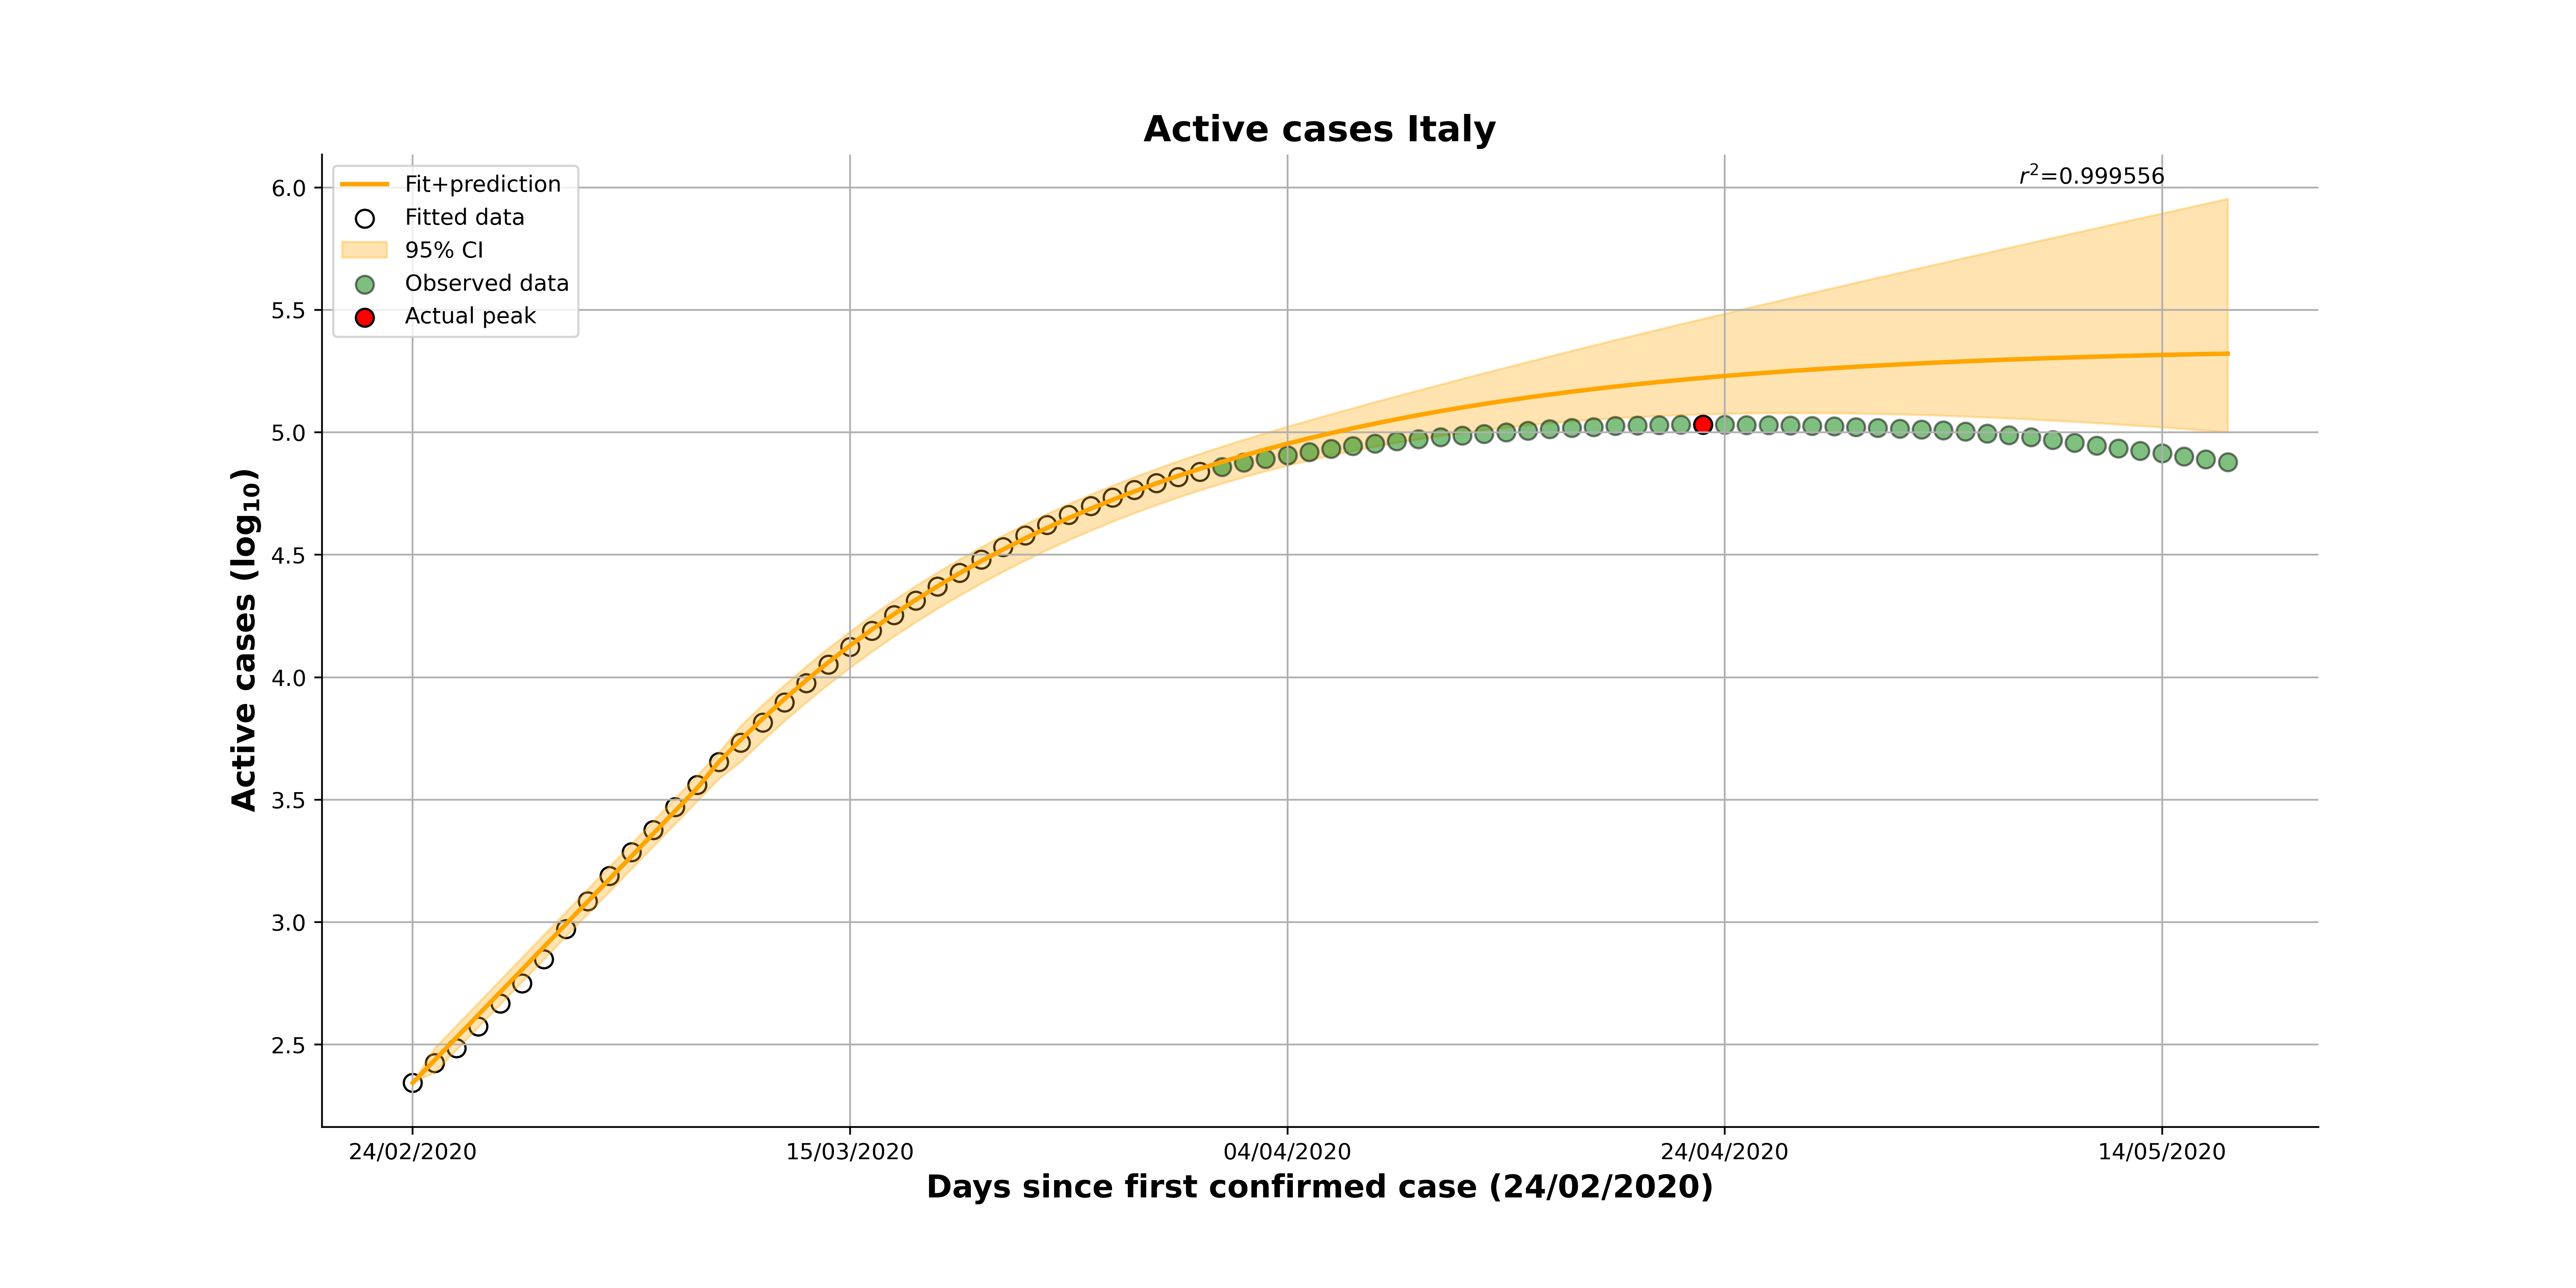 Active cases Italy
r²=0.999556
Fit+prediction
Fitted data
95% CI
Observed data
Actual peak
6.0
5.5
5.0
4.5
4.0
3.5
3.0
2.5
Active cases (log₁₀)
24/02/2020
15/03/2020
04/04/2020
24/04/2020
14/05/2020
Days since first confirmed case (24/02/2020)